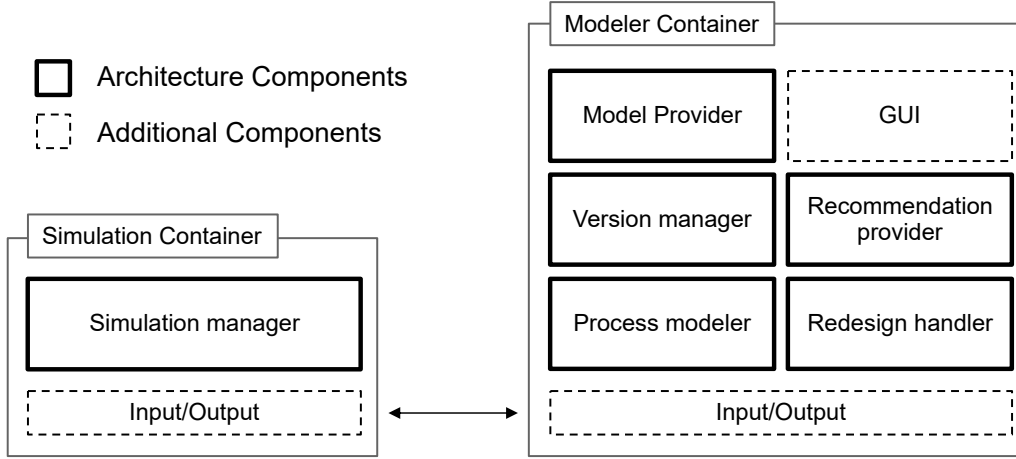 Architecture Components
Additional Components
Simulation Container
Simulation manager
Input/Output
Modeler Container
Model Provider
GUI
Version manager
Recommendation
provider
Process modeler
Redesign handler
Input/Output